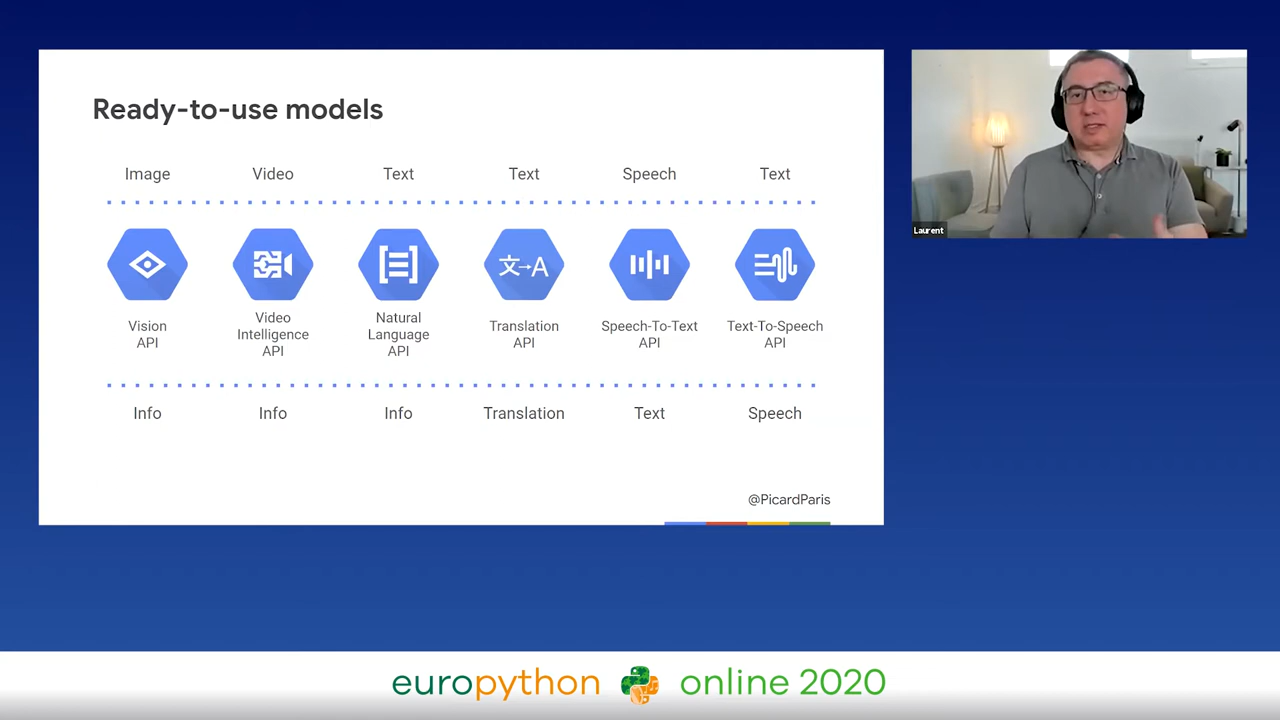 Ready-to-use models
Image Video Text Text Speech Text
文→A
Vision API
Video Intelligence API
Natural Language API
Translation API
Speech-To-Text API
Text-To-Speech API
Info Info Info Translation Text Speech
@PicardParis
Laurent
europython online 2020